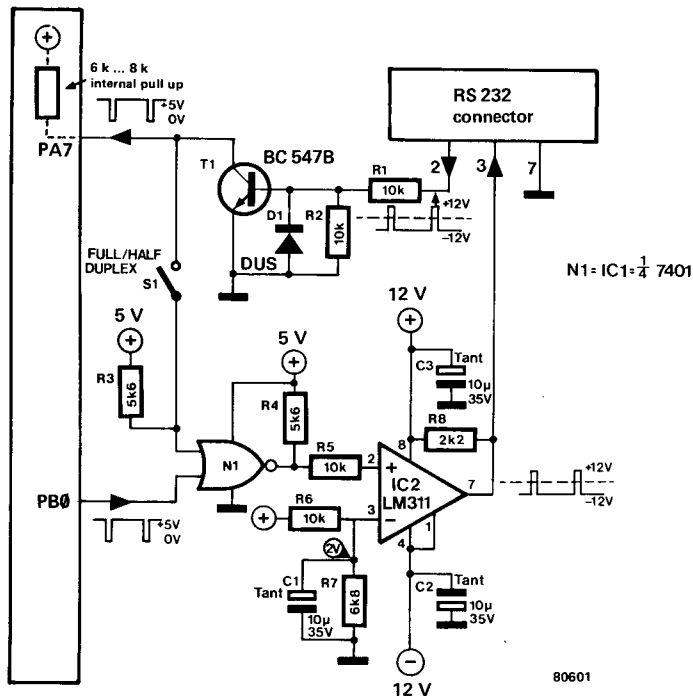 6 k ... 8 k
internal pull up
+5V
0V
PA7
T1
BC 547B
RS 232
connector
2
3
7
R1
10k
+12V
−12V
D1
R2
10k
DUS
FULL/HALF
DUPLEX
S1
N1 = IC1 = 1/4 7401
5 V
R3
5k6
5 V
R4
5k6
12 V
C3
Tant
10µ
35V
R8
2k2
8
N1
R5
10k
2
+
IC2
LM311
7
+12V
−12V
PBØ
+5V
0V
R6
10k
3
−
1
4
2V
C1
Tant
10µ
35V
R7
6k8
C2
Tant
10µ
35V
12 V
80601